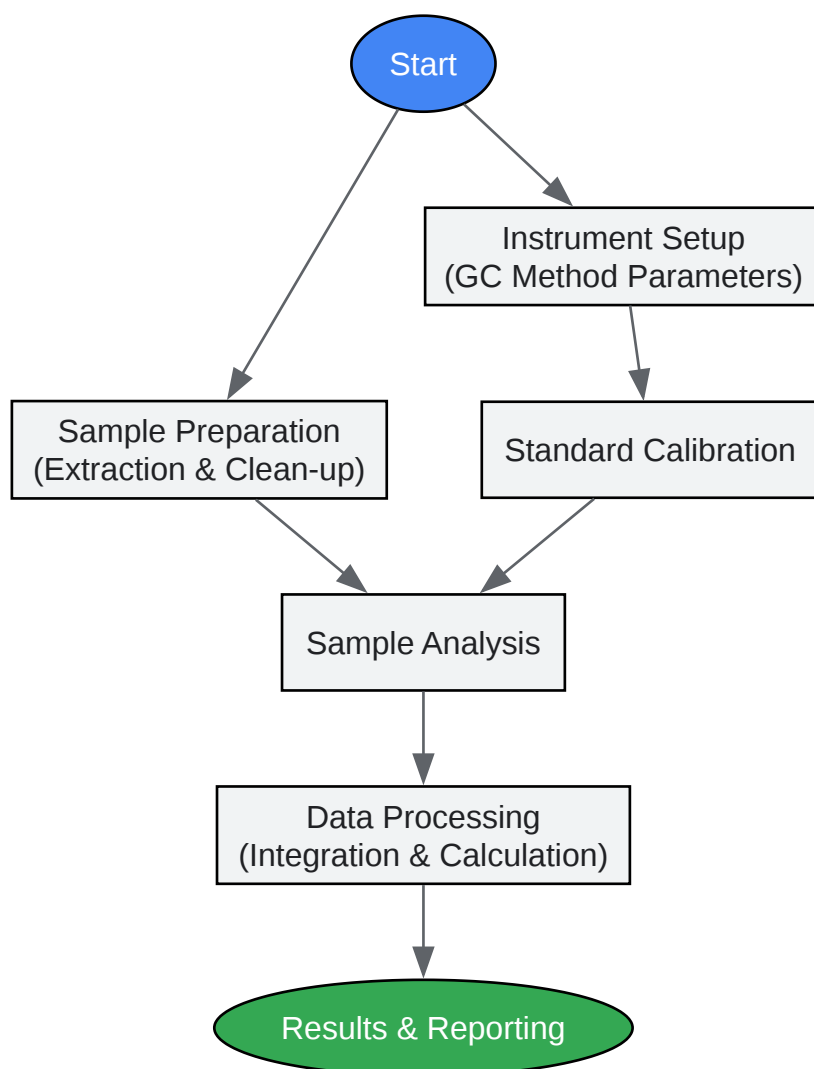 Start
Instrument Setup
(GC Method Parameters)
Sample Preparation
(Extraction & Clean-up)
Standard Calibration
Sample Analysis
Data Processing
(Integration & Calculation)
Results & Reporting